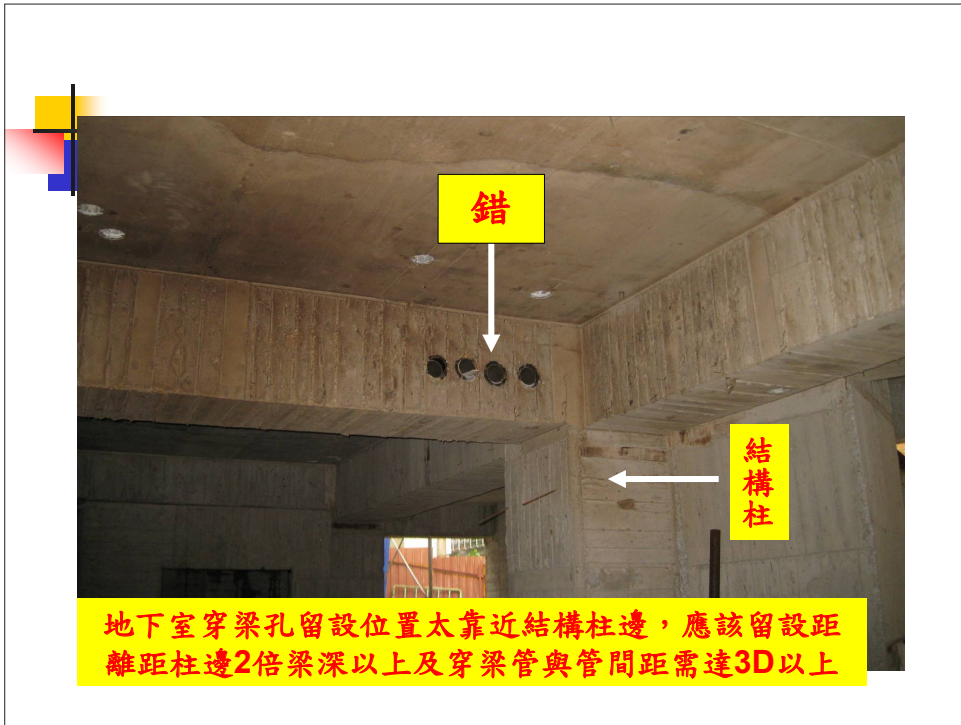 錯
結構柱
地下室穿梁孔留設位置太靠近結構柱邊，應該留設距
離距柱邊2倍梁深以上及穿梁管與管間距需達3D以上